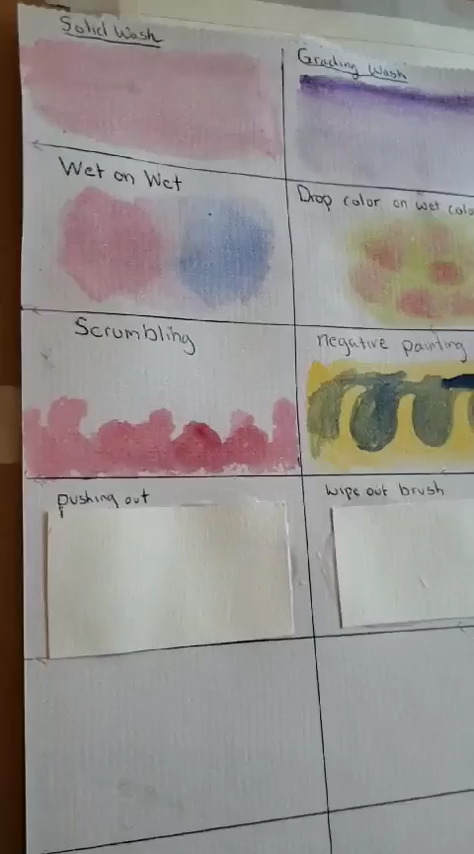 Solid Wash
Grading Wash
Wet on Wet
Drop color on wet color
Scrumbling
negative painting
pushing out
wipe out brush